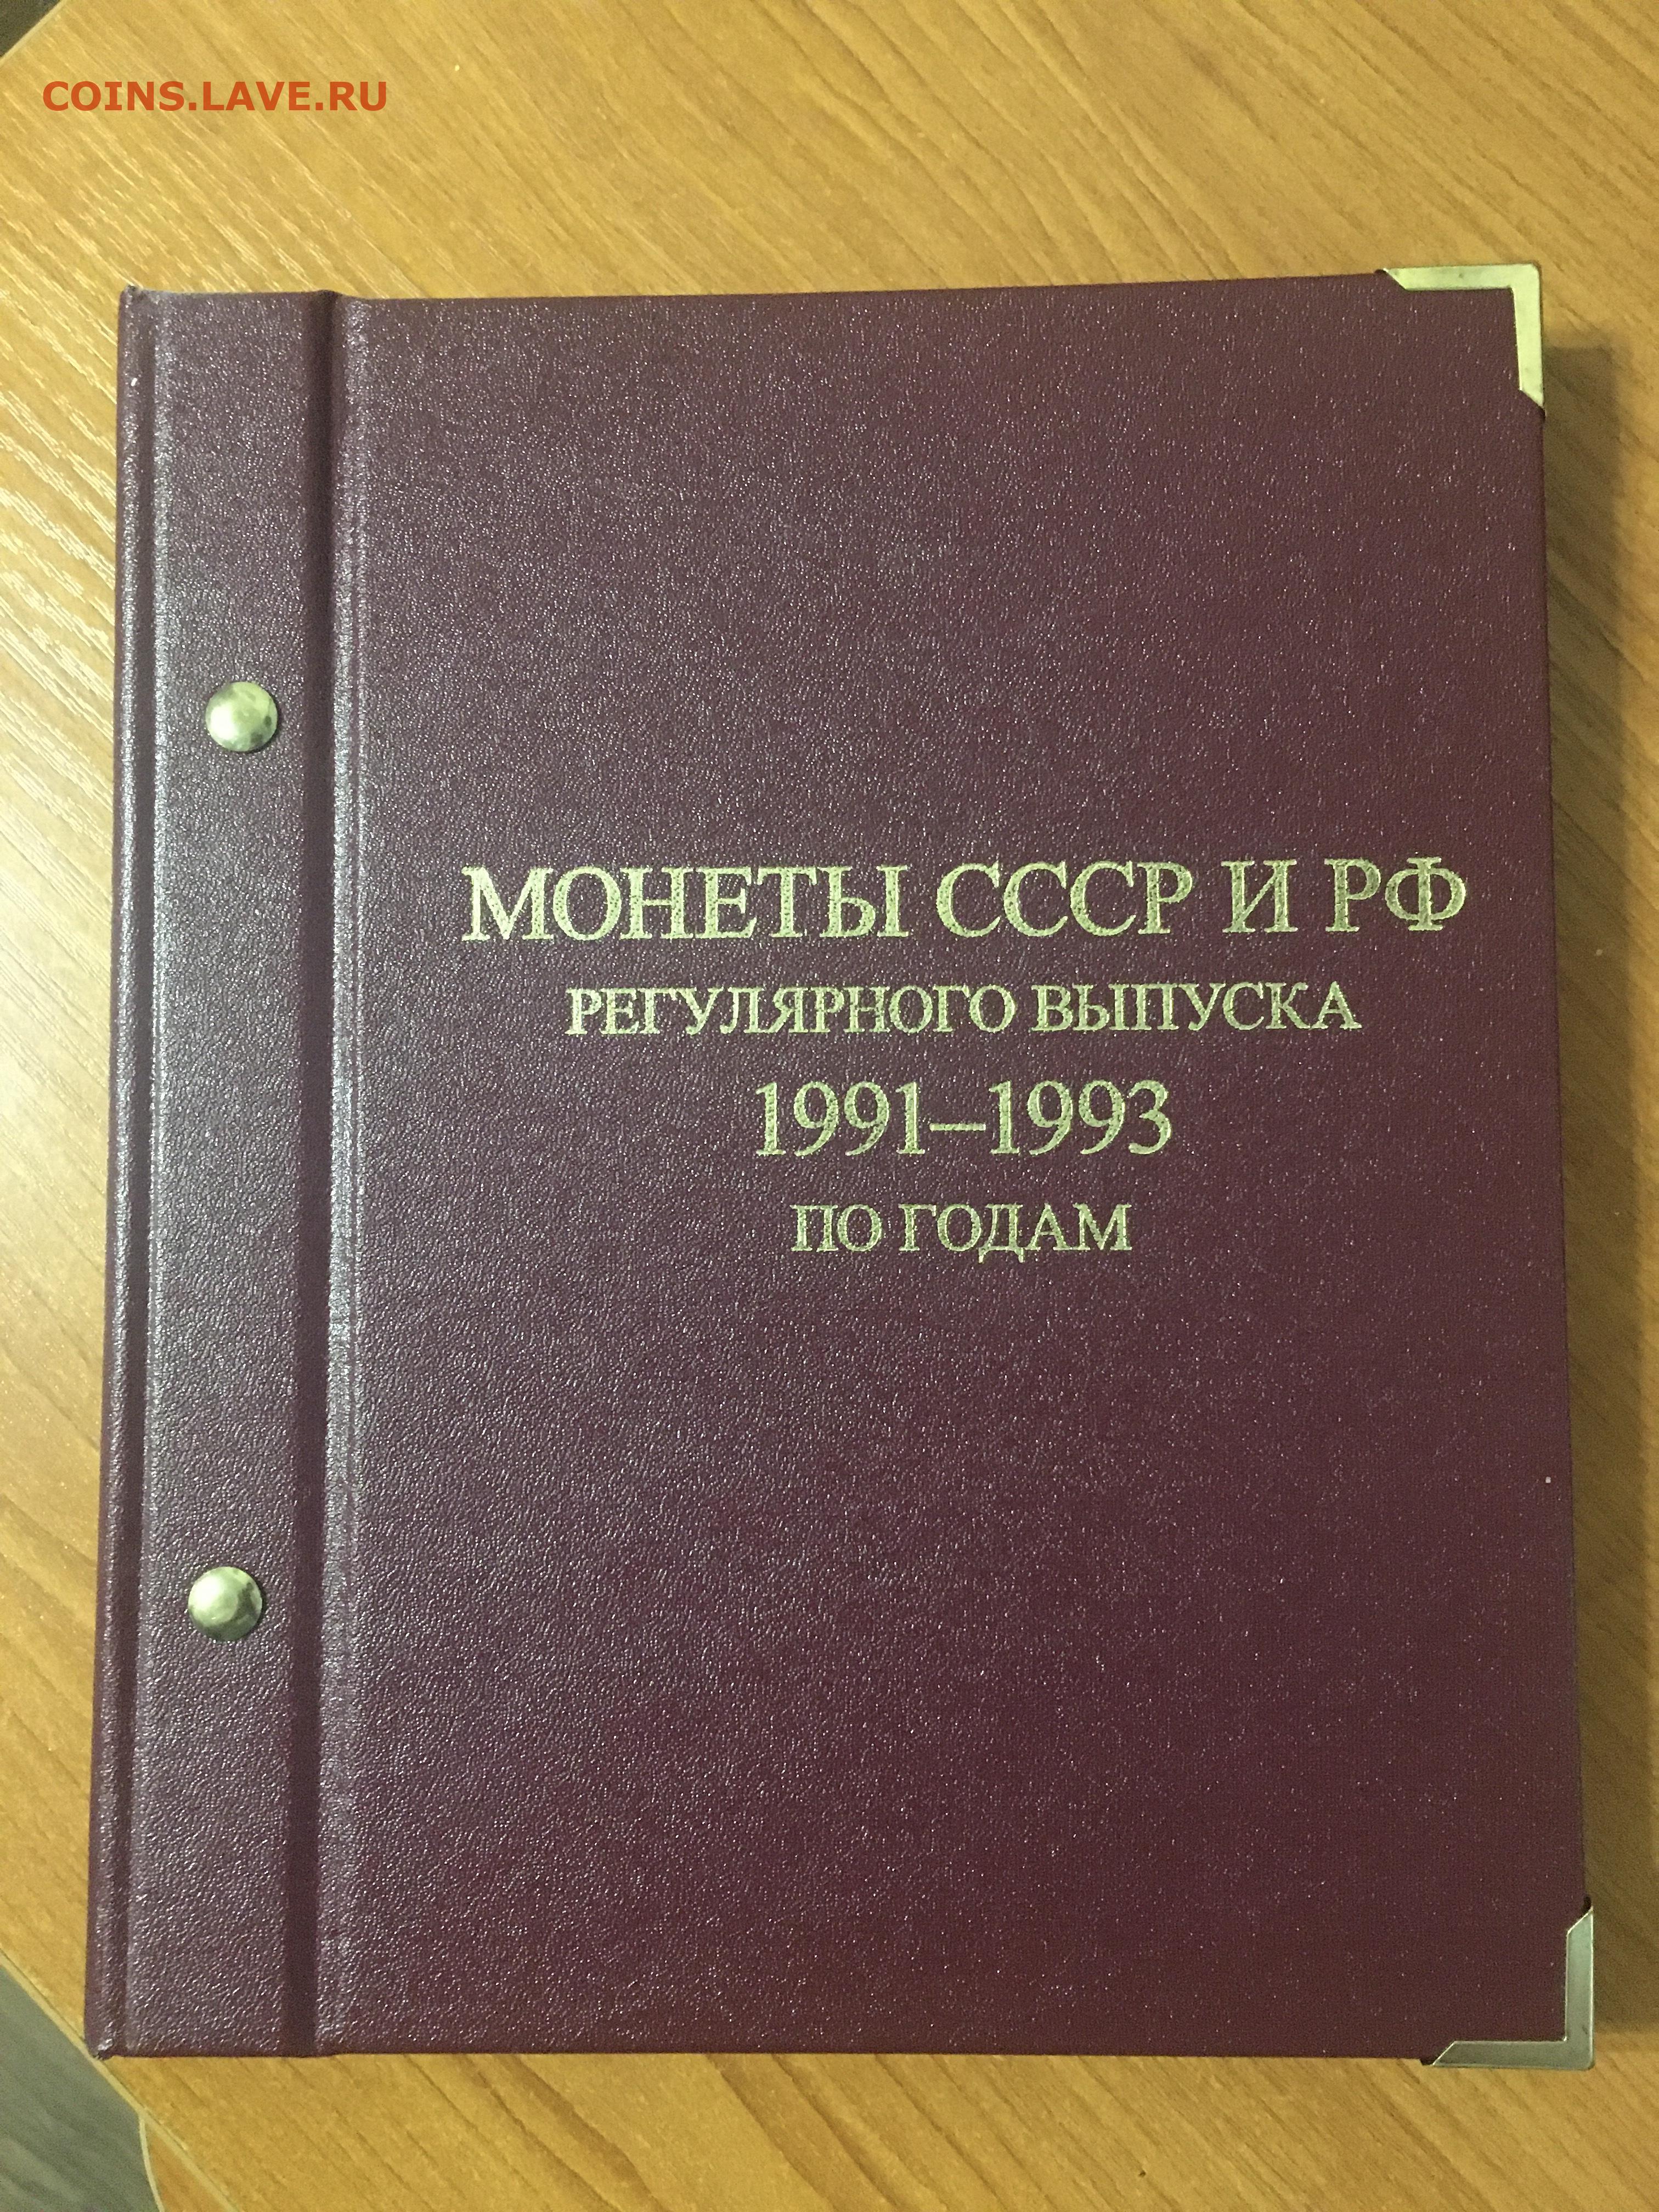 COINS.LAVE.RU
МОНЕТЫ СССР И РФ
РЕГУЛЯРНОГО ВЫПУСКА
1991–1993
ПО ГОДАМ